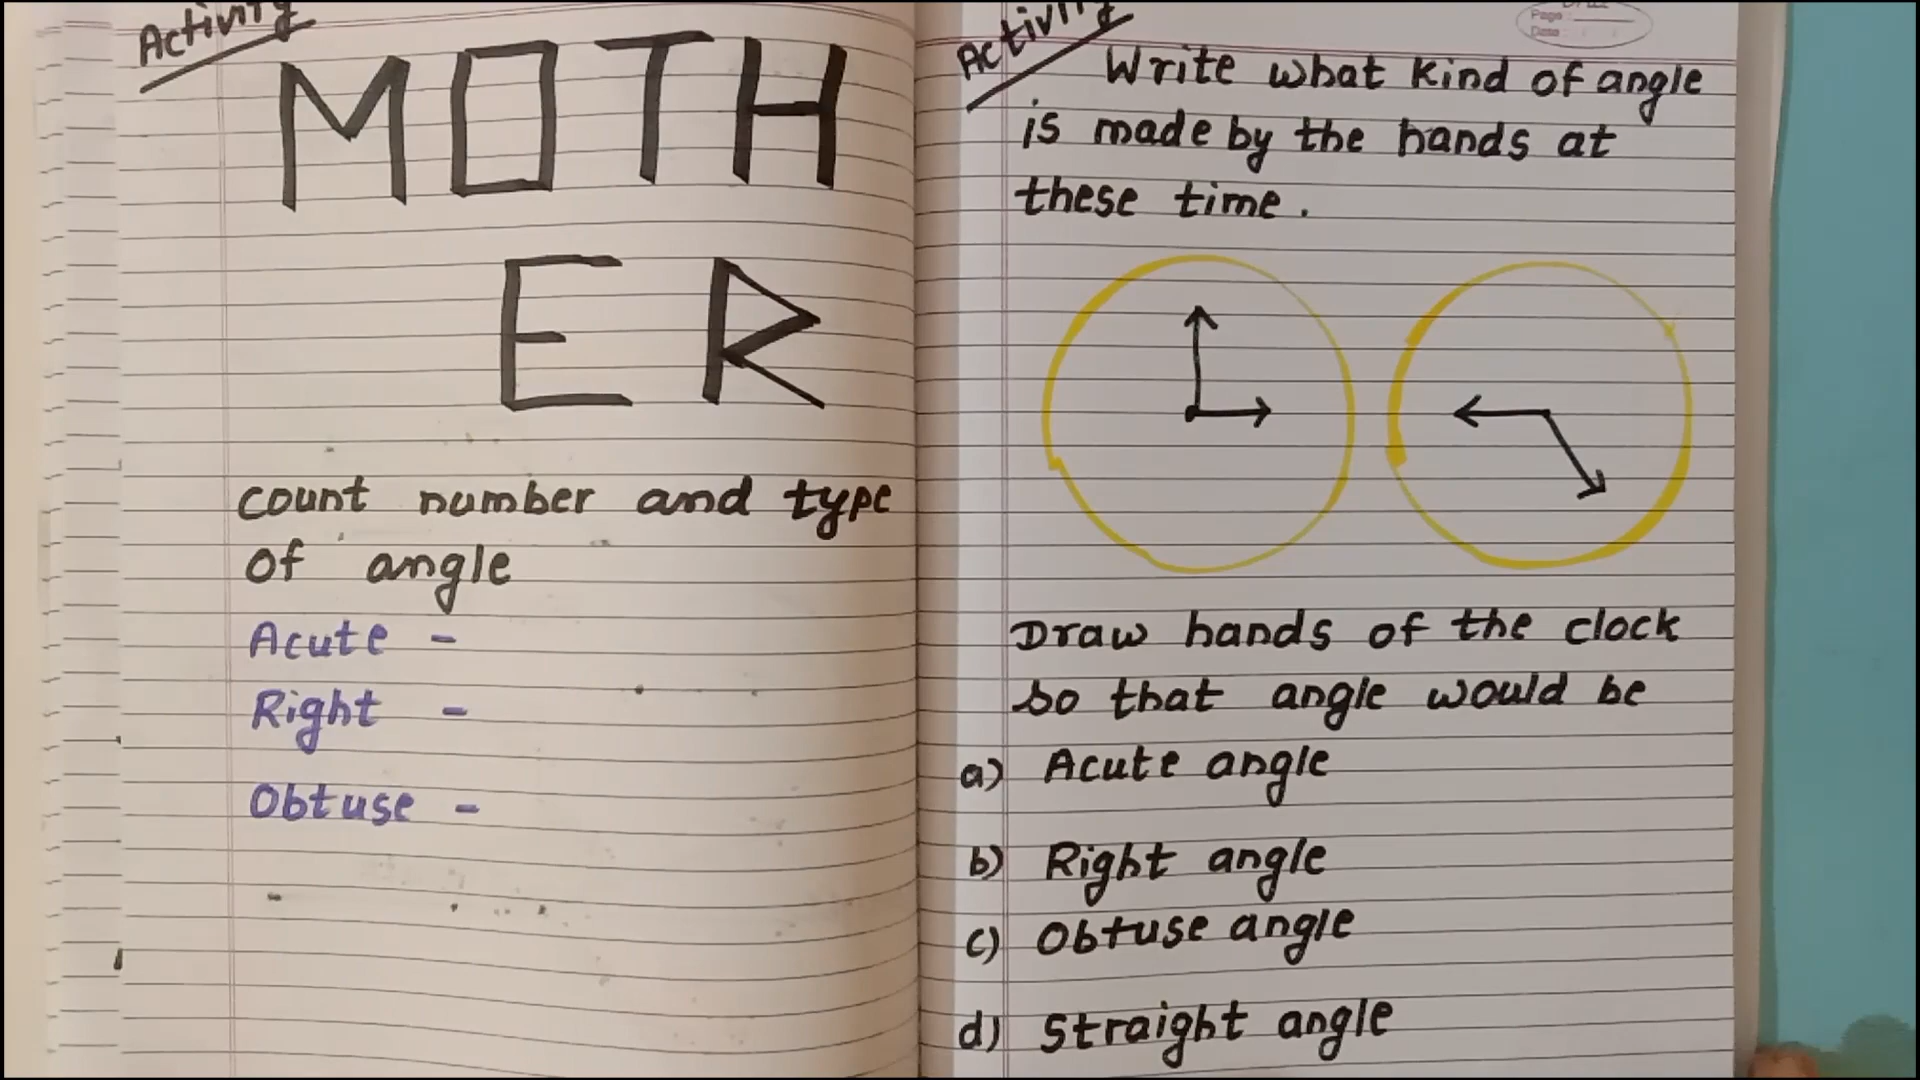 Activity
MOTH
ER
count number and type
of angle
Acute -
Right -
Obtuse -
Activity
Page
Date
Write what kind of angle
is made by the hands at
these time.
Draw hands of the clock
so that angle would be
a) Acute angle
b) Right angle
c) Obtuse angle
d) Straight angle